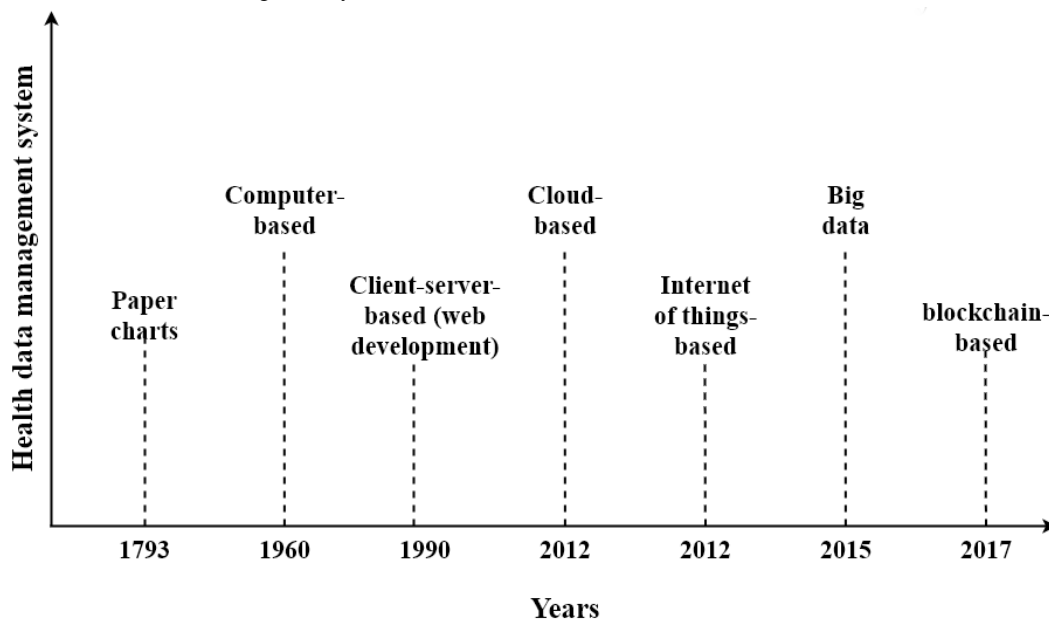 Health data management system
Paper
charts
Computer-
based
Client-server-
based (web
development)
Cloud-
based
Internet
of things-
based
Big
data
blockchain-
based
1793
1960
1990
2012
2012
2015
2017
Years